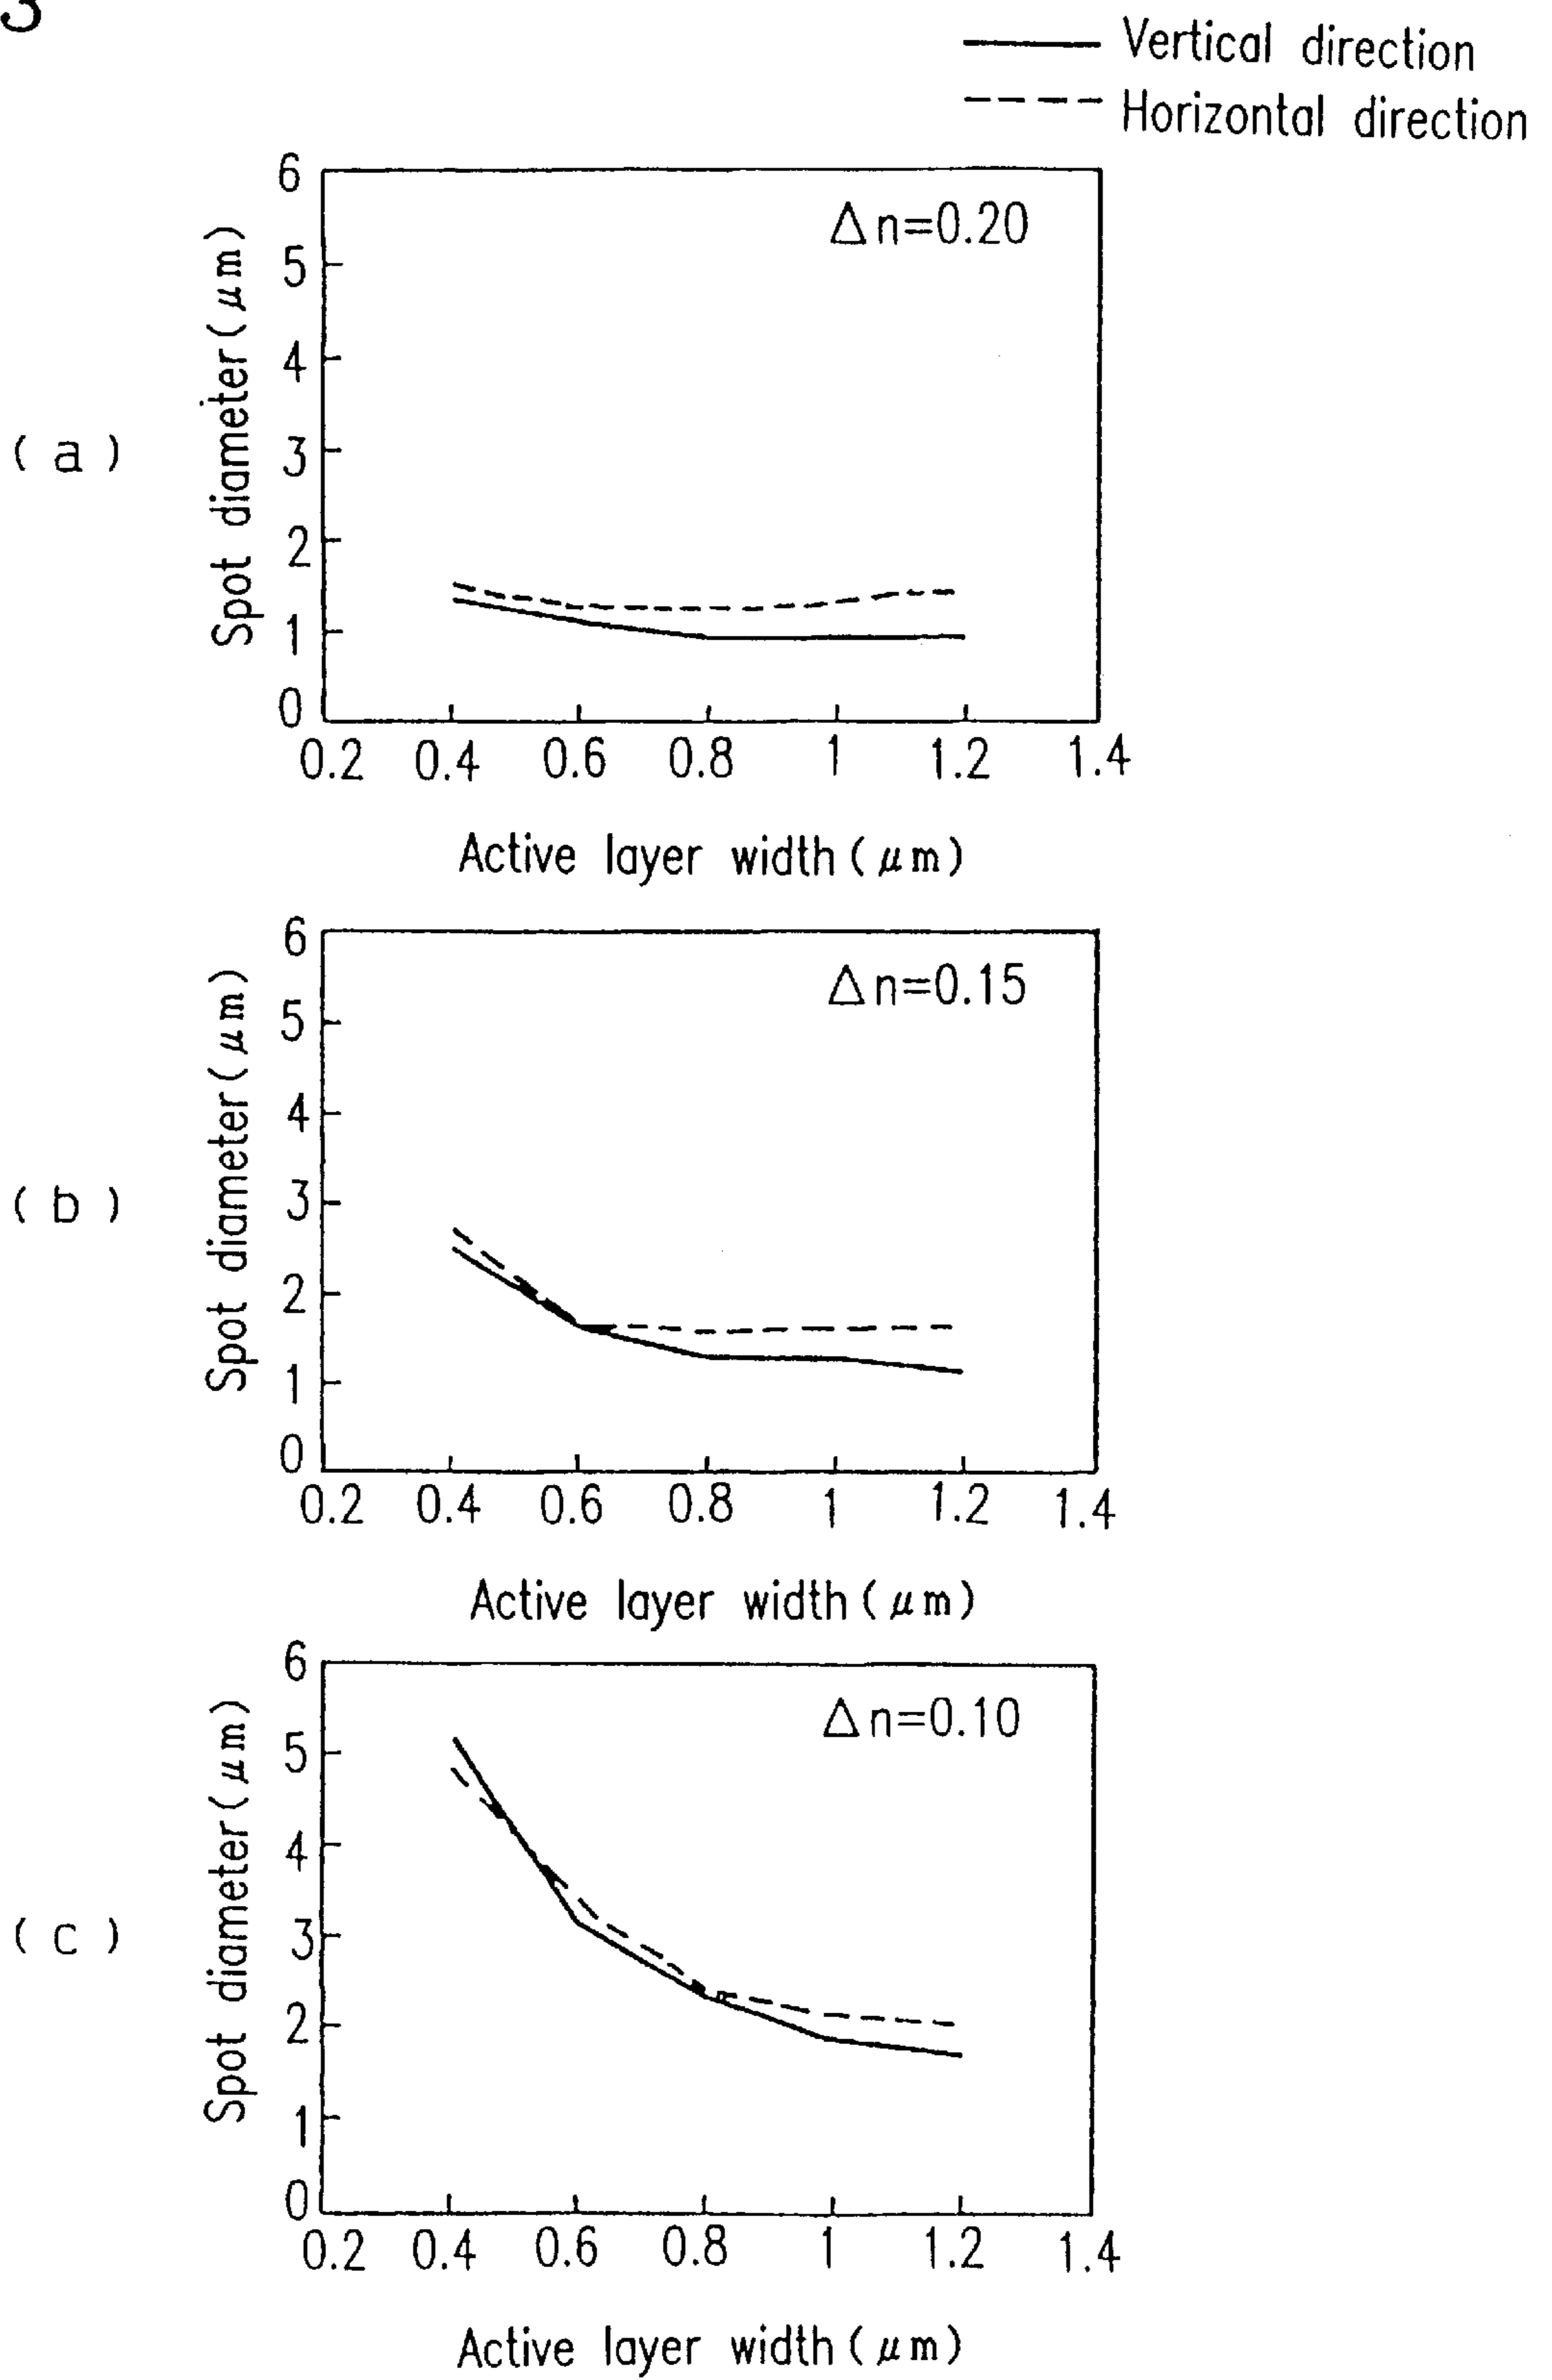 3
Vertical direction
Horizontal direction
(a)
Spot diameter(μm)
6
5
4
3
2
1
0
Δn=0.20
0.2 0.4 0.6 0.8 1 1.2 1.4
Active layer width(μm)
(b)
Spot diameter(μm)
6
5
4
3
2
1
0
Δn=0.15
0.2 0.4 0.6 0.8 1 1.2 1.4
Active layer width(μm)
(c)
Spot diameter(μm)
6
5
4
3
2
1
0
Δn=0.10
0.2 0.4 0.6 0.8 1 1.2 1.4
Active layer width(μm)